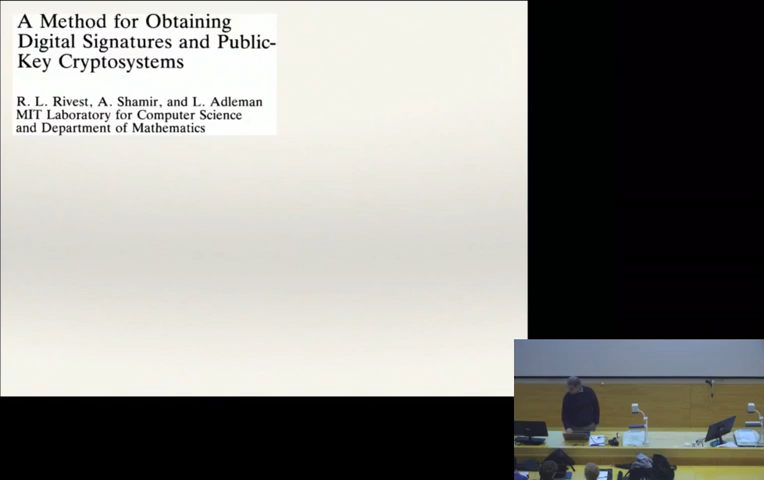 A Method for Obtaining
Digital Signatures and Public-
Key Cryptosystems
R. L. Rivest, A. Shamir, and L. Adleman
MIT Laboratory for Computer Science
and Department of Mathematics